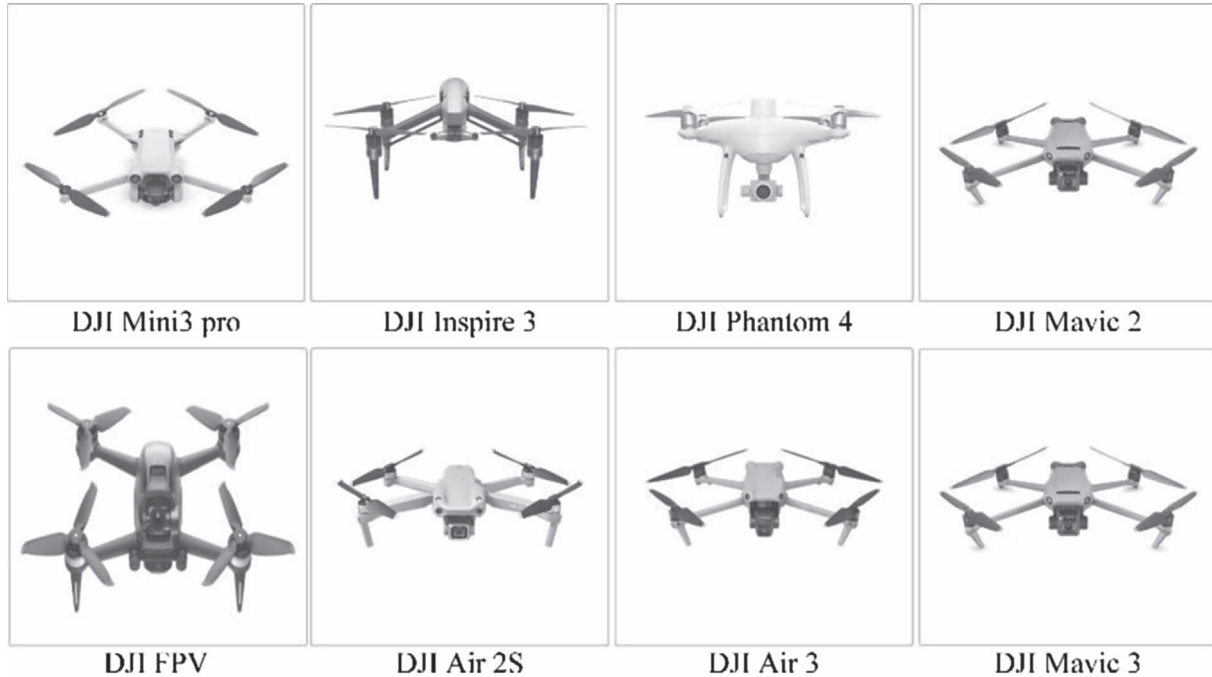 DJI Mini3 pro
DJI Inspire 3
DJI Phantom 4
DJI Mavic 2
DJI FPV
DJI Air 2S
DJI Air 3
DJI Mavic 3